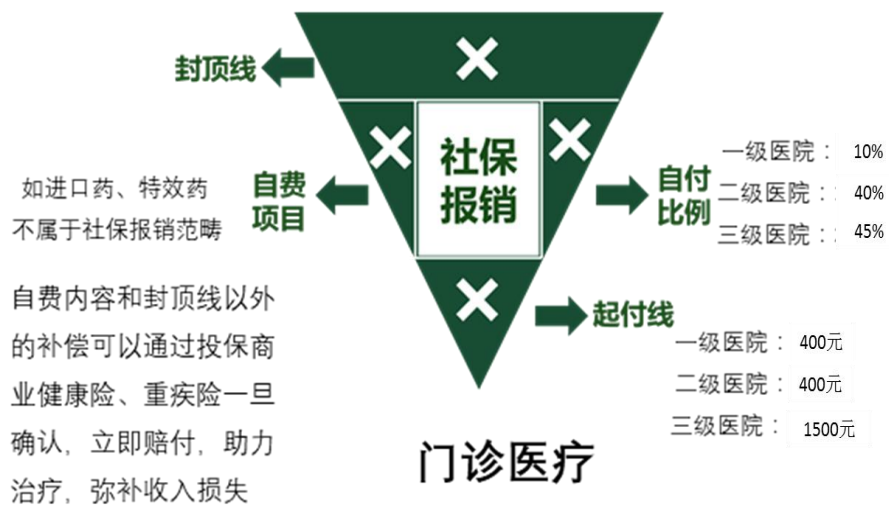 封顶线
社保
报销
如进口药、特效药
不属于社保报销范畴
自费
项目
自付
比例
一级医院： 10%
二级医院： 40%
三级医院： 45%
起付线
一级医院： 400元
二级医院： 400元
三级医院： 1500元
自费内容和封顶线以外
的补偿可以通过投保商
业健康险、重疾险一旦
确认，立即赔付，助力
治疗，弥补收入损失
门诊医疗